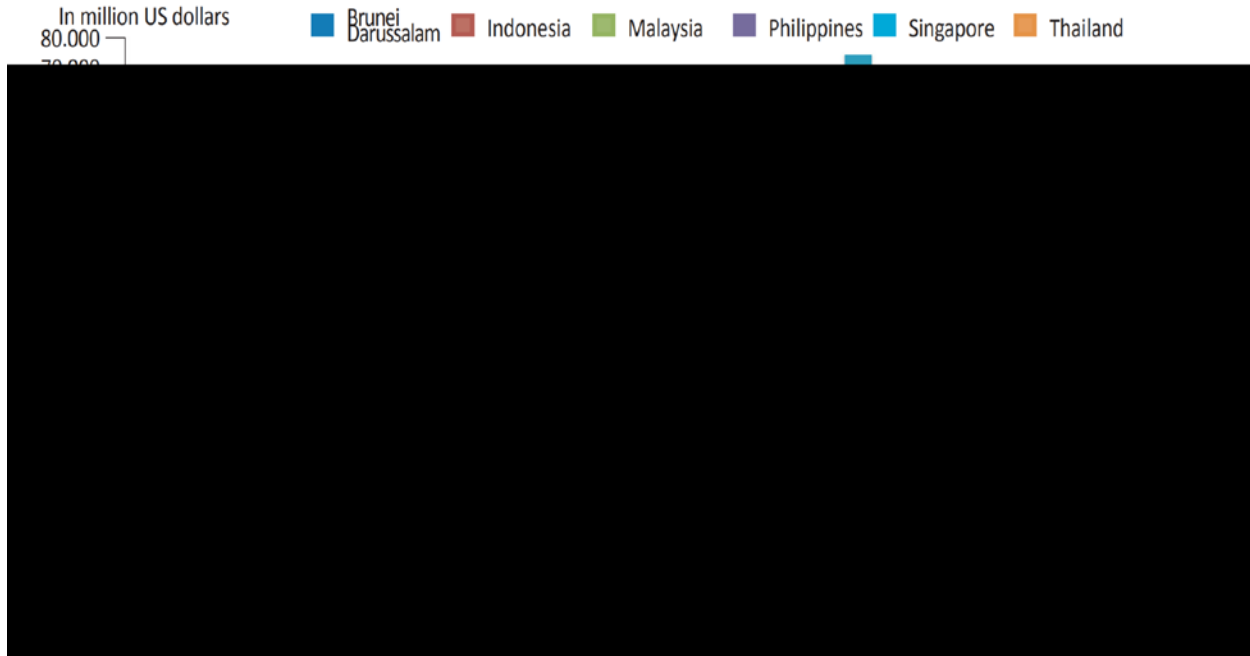 In million US dollars
Brunei
Darussalam
Indonesia
Malaysia
Philippines
Singapore
Thailand
80.000